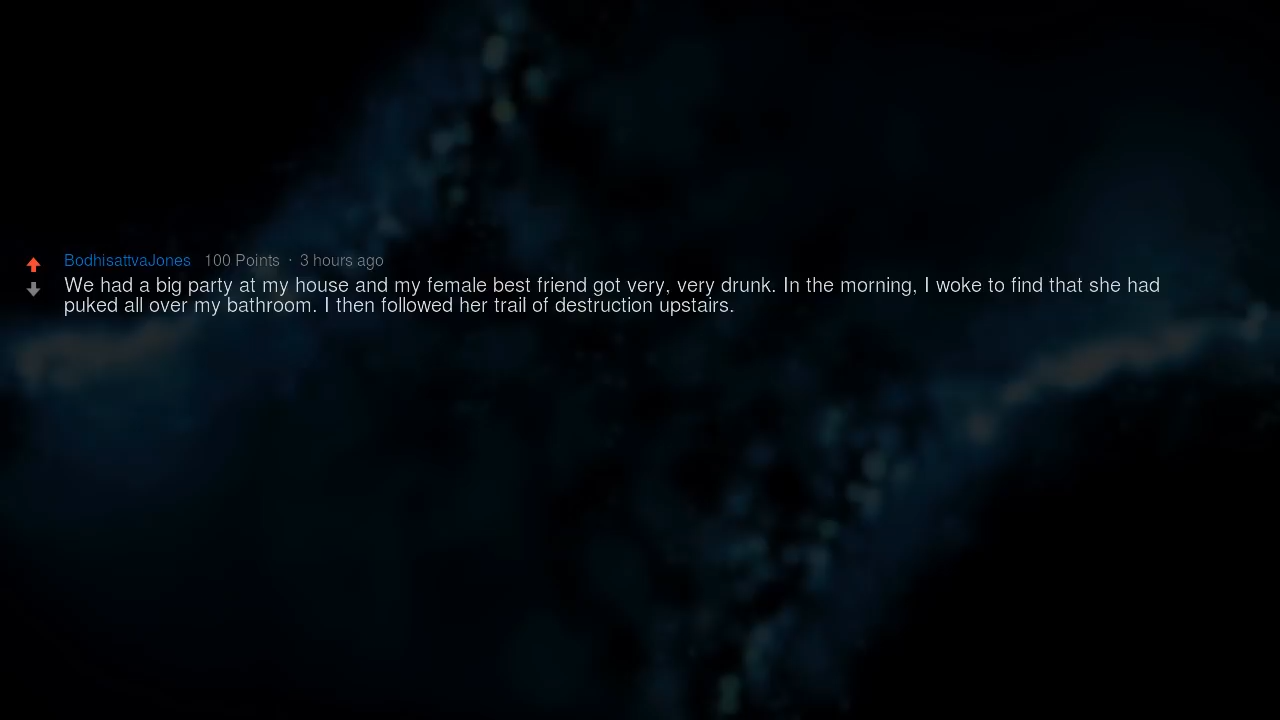 BodhisattvaJones 100 Points · 3 hours ago
We had a big party at my house and my female best friend got very, very drunk. In the morning, I woke to find that she had
puked all over my bathroom. I then followed her trail of destruction upstairs.